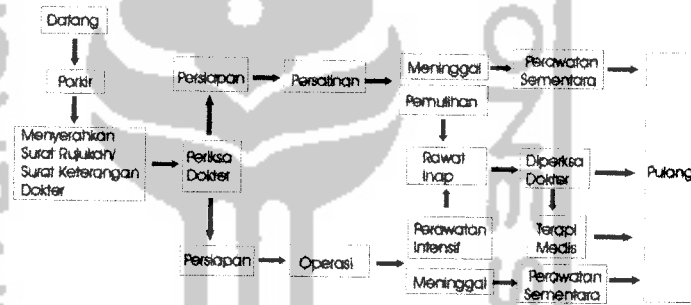 Datang
Parkir
Menyerahkan
Surat Rujukan/
Surat Keterangan
Dokter
Periksa
Dokter
Persiapan
Persalinan
Meninggal
Perawatan
Sementara
Pemulihan
Rawat
Inap
Diperksa
Dokter
Pulang
Perawatan
Intensif
Terapi
Medis
Persiapan
Operasi
Meninggal
Perawatan
Sementara